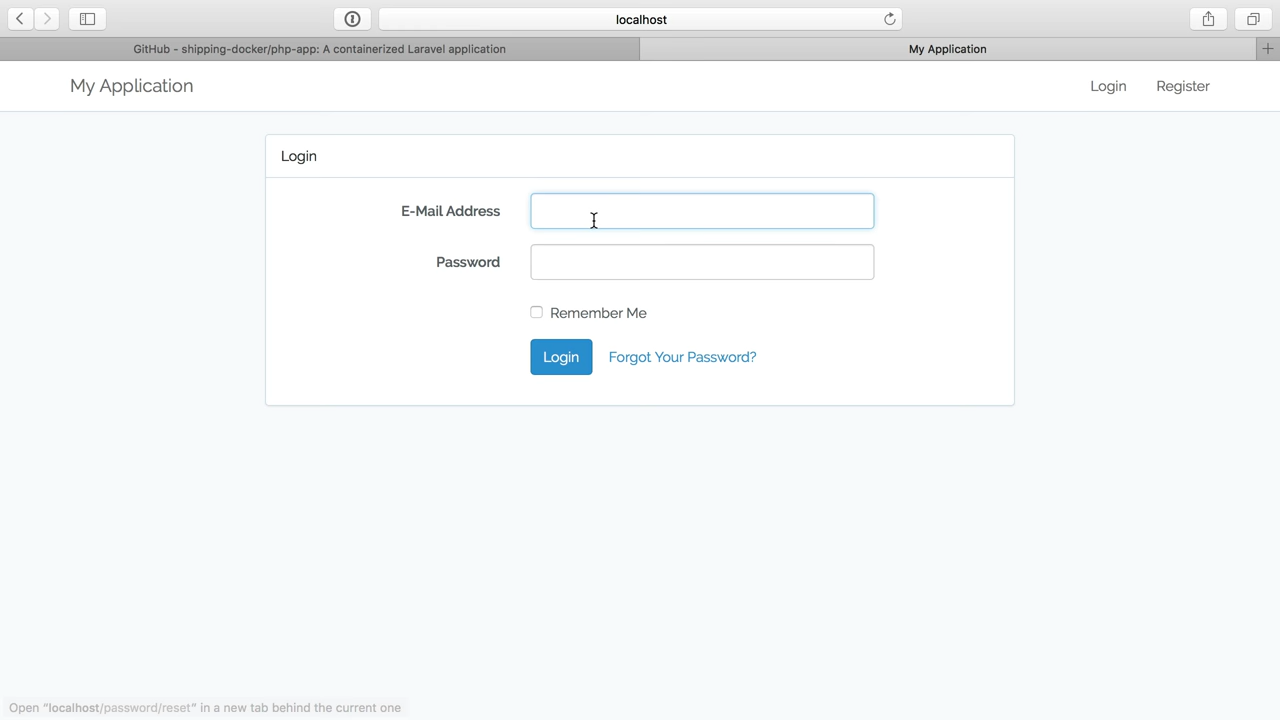 localhost
GitHub - shipping-docker/php-app: A containerized Laravel application
My Application
My Application
Login
Register
Login
E-Mail Address
Password
Remember Me
Login
Forgot Your Password?
Open "localhost/password/reset" in a new tab behind the current one